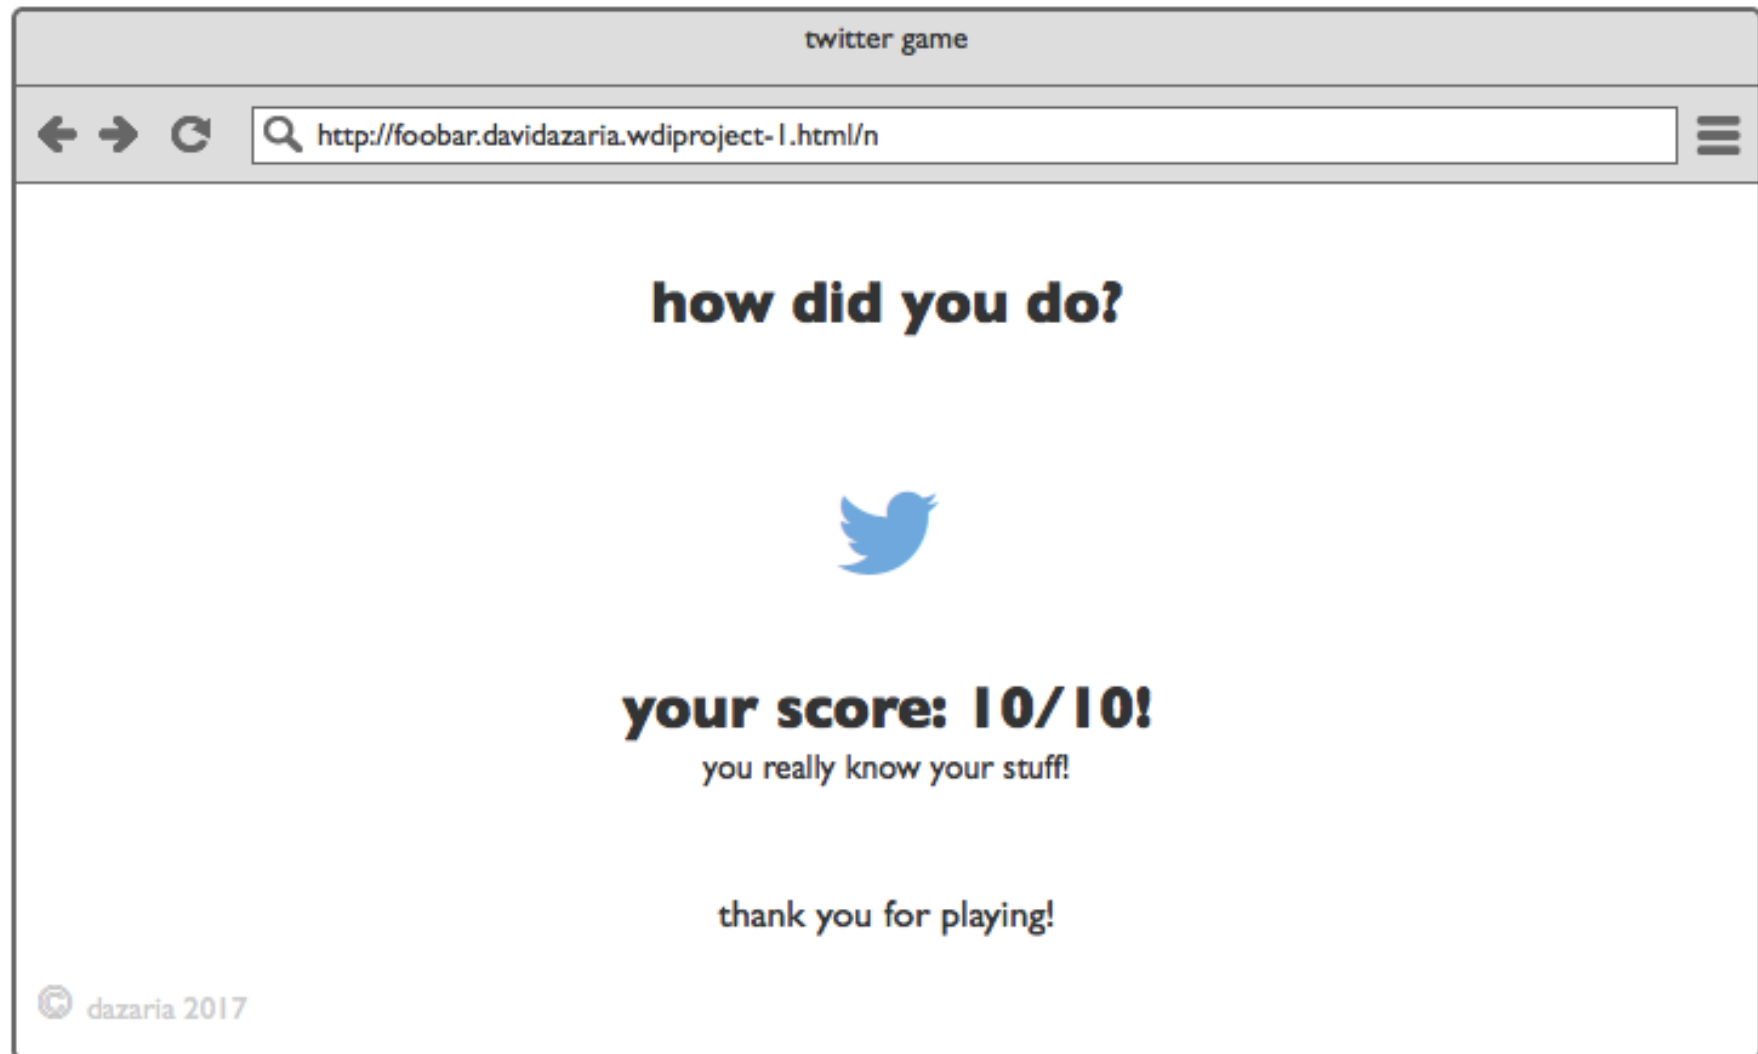 twitter game
http://foobar.davidazaria.wdiproject-1.html/n
how did you do?
your score: 10/10!
you really know your stuff!
thank you for playing!
© dazaria 2017